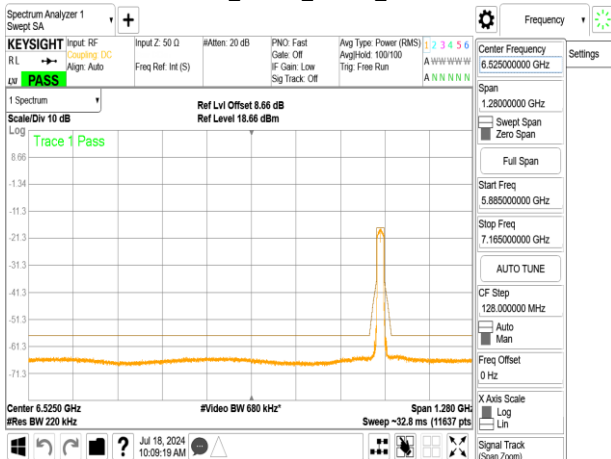 Spectrum Analyzer 1
Swept SA
+
Frequency
Settings
KEYSIGHT
RL
LXI
PASS
Input: RF
Coupling: DC
Align: Auto
Input Z: 50 Ω
Freq Ref: Int (S)
#Atten: 20 dB
PNO: Fast
Gate: Off
IF Gain: Low
Sig Track: Off
Avg Type: Power (RMS)
Avg|Hold: 100/100
Trig: Free Run
1 2 3 4 5 6
A W W W W W
A N N N N N
1 Spectrum
Scale/Div 10 dB
Ref Lvl Offset 8.66 dB
Ref Level 18.66 dBm
Log
Trace 1 Pass
8.66
-1.34
-11.3
-21.3
-31.3
-41.3
-51.3
-61.3
-71.3
Center 6.5250 GHz
#Video BW 680 kHz*
Span 1.280 GHz
#Res BW 220 kHz
Sweep ~32.8 ms (11637 pts
Jul 18, 2024
10:09:19 AM
Center Frequency
6.525000000 GHz
Span
1.28000000 GHz
Swept Span
Zero Span
Full Span
Start Freq
5.885000000 GHz
Stop Freq
7.165000000 GHz
AUTO TUNE
CF Step
128.000000 MHz
Auto
Man
Freq Offset
0 Hz
X Axis Scale
Log
Lin
Signal Track
(Span Zoom)